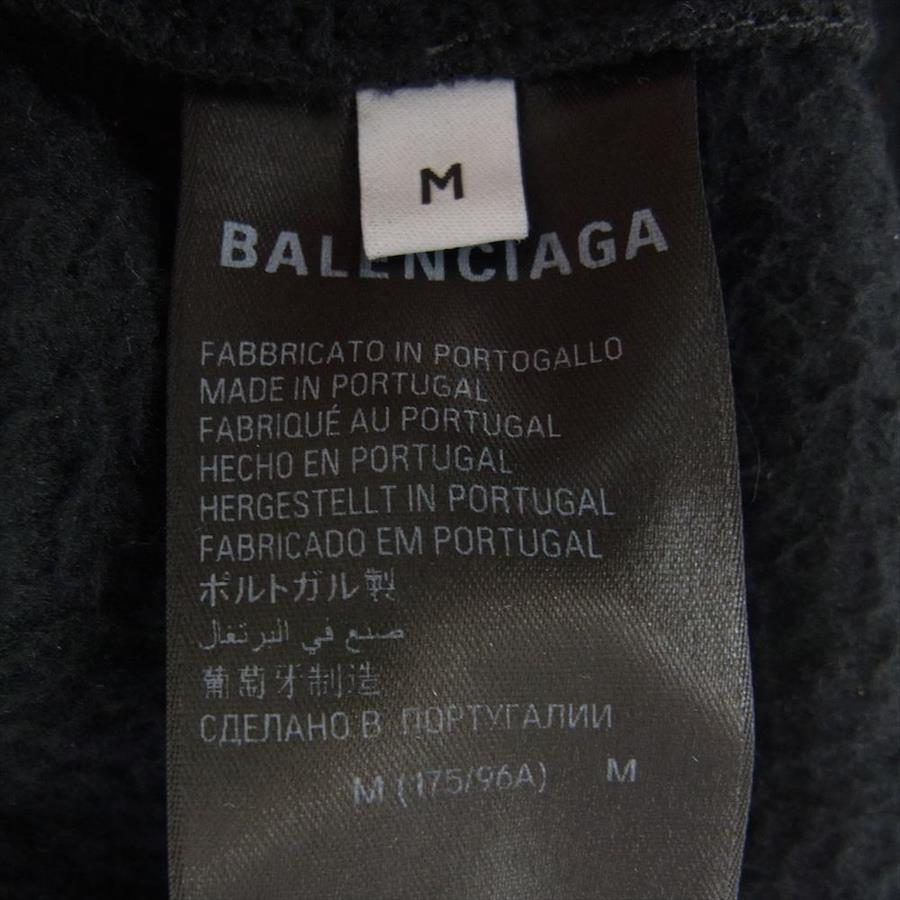 M
BALENCIAGA
FABBRICATO IN PORTOGALLO
MADE IN PORTUGAL
FABRIQUÉ AU PORTUGAL
HECHO EN PORTUGAL
HERGESTELLT IN PORTUGAL
FABRICADO EM PORTUGAL
ポルトガル製
صنع في البرتغال
葡萄牙制造
СДЕЛАНО В ПОРТУГАЛИИ
M (175/96A) M